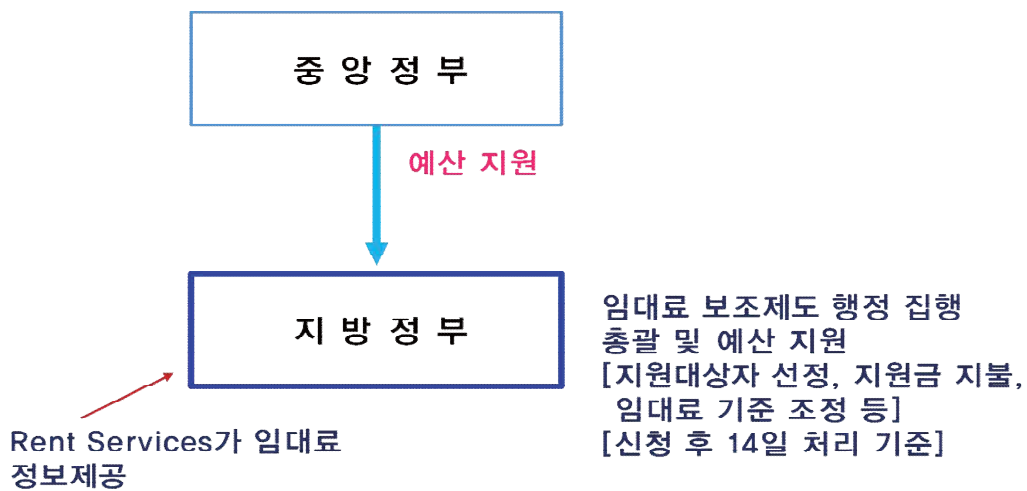 중앙정부
예산 지원
지방정부
임대료 보조제도 행정 집행
총괄 및 예산 지원
[지원대상자 선정, 지원금 지불,
임대료 기준 조정 등]
[신청 후 14일 처리 기준]
Rent Services가 임대료
정보제공